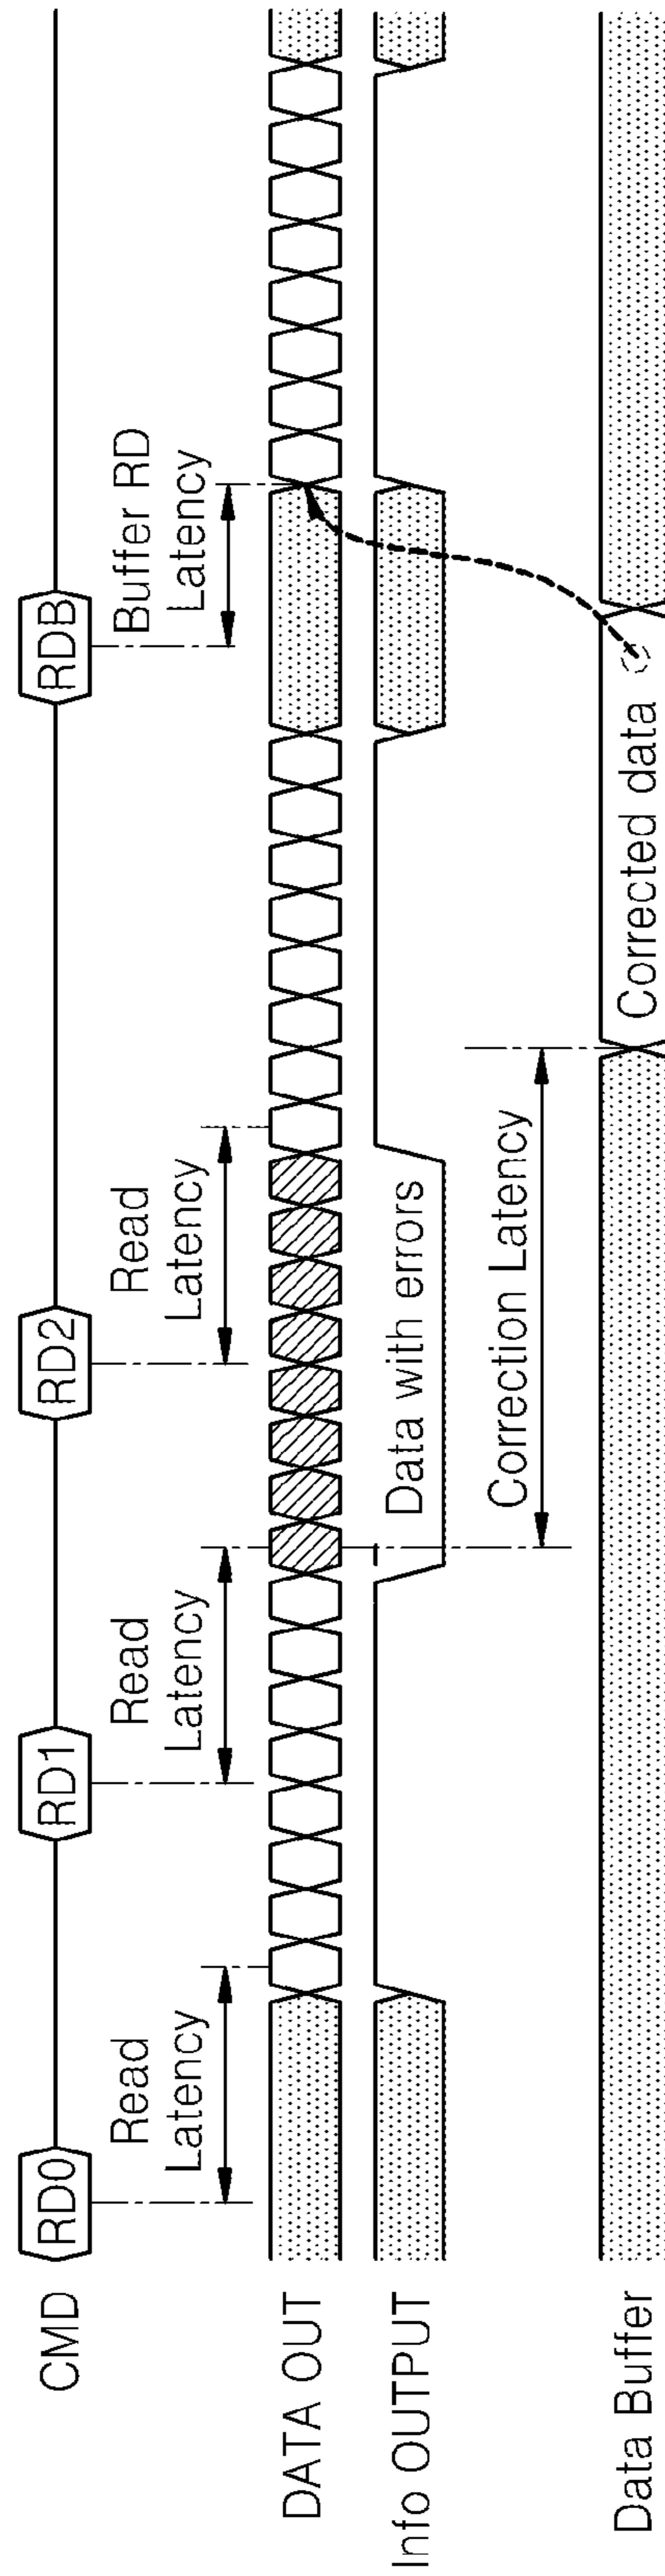 CMD
RD0
RD1
RD2
RDB
Read
Latency
Read
Latency
Read
Latency
Buffer RD
Latency
DATA OUT
Info OUTPUT
Data with errors
Correction Latency
Data Buffer
Corrected data